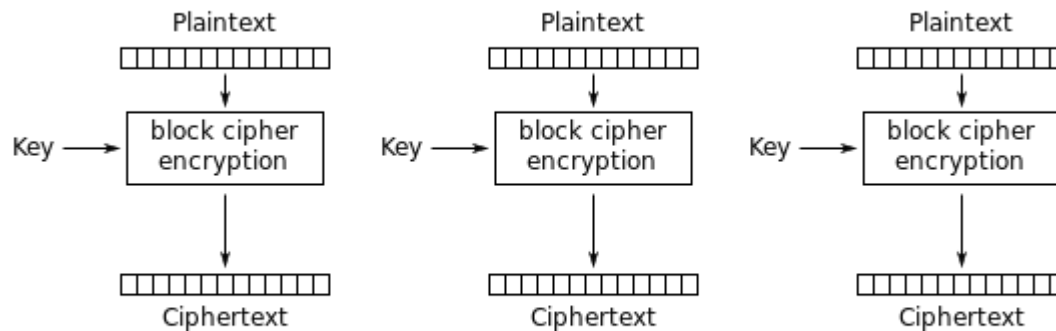 Plaintext Plaintext Plaintext
Key block cipher encryption Key block cipher encryption Key block cipher encryption
Ciphertext Ciphertext Ciphertext